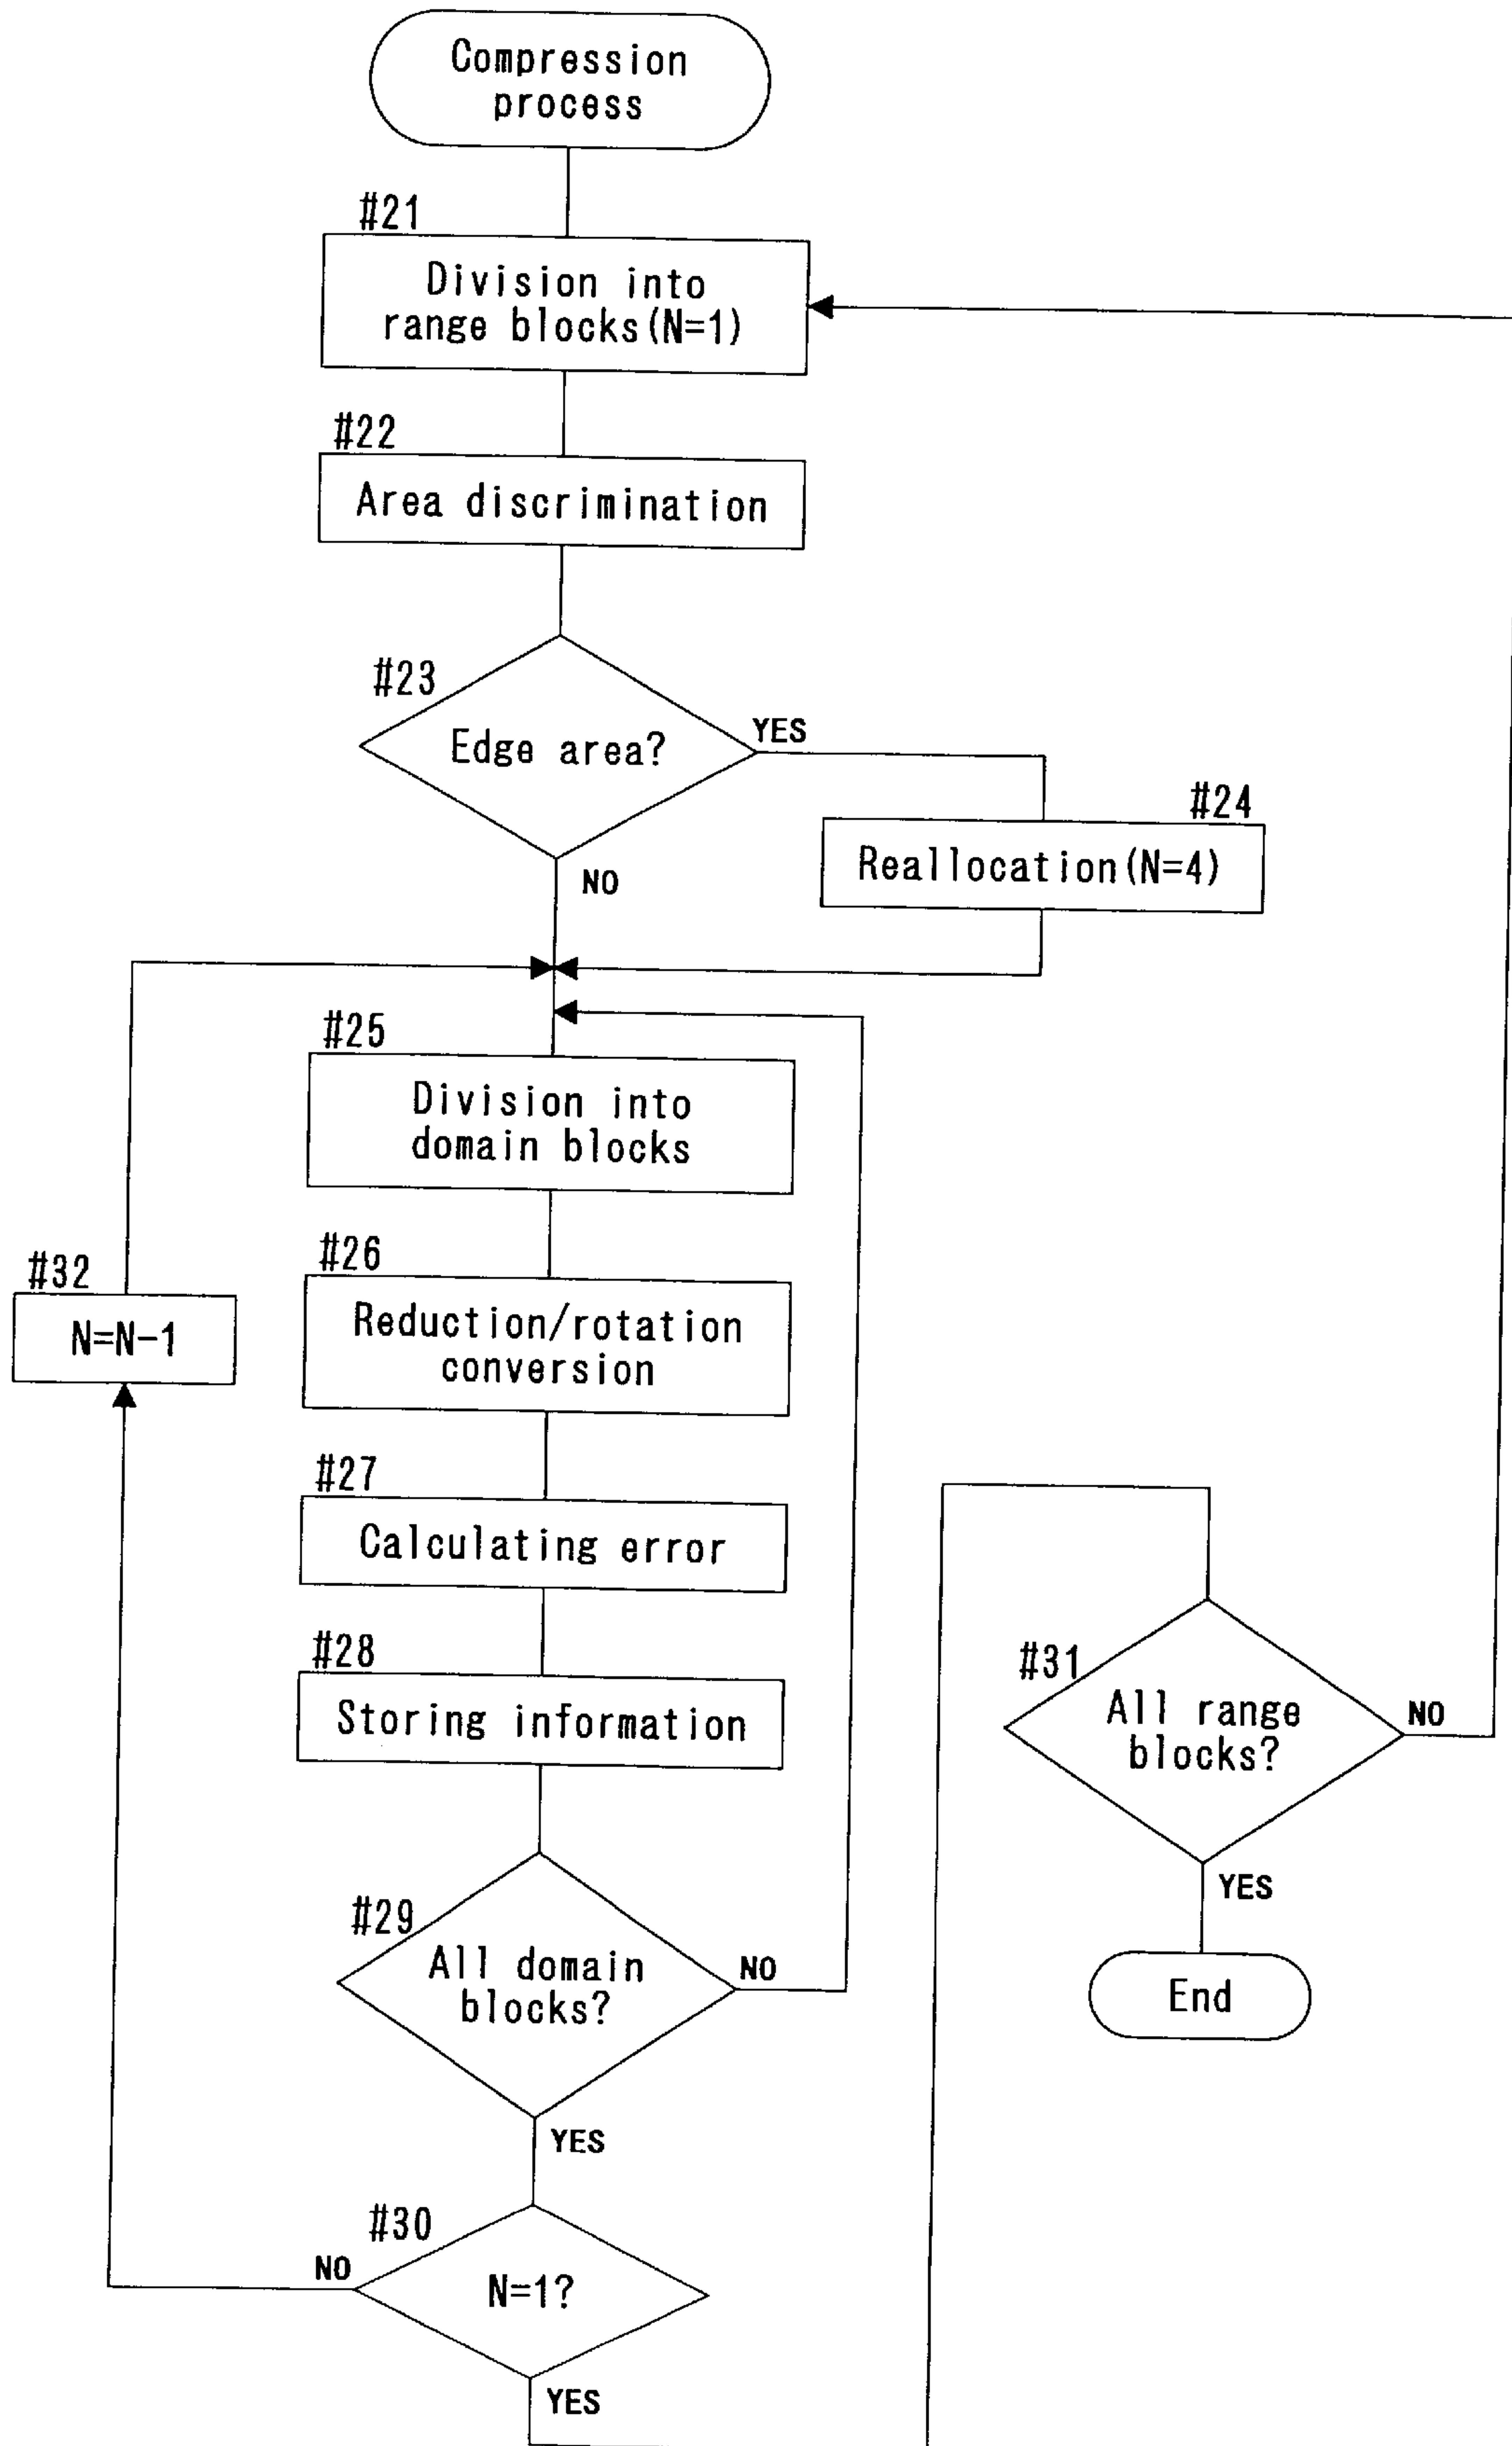 Compression
process
#21
Division into
range blocks(N=1)
#22
Area discrimination
#23
Edge area?
YES
NO
#24
Reallocation(N=4)
#25
Division into
domain blocks
#26
Reduction/rotation
conversion
#32
N=N-1
#27
Calculating error
#28
Storing information
#29
All domain
blocks?
NO
YES
#30
N=1?
NO
YES
#31
All range
blocks?
NO
YES
End